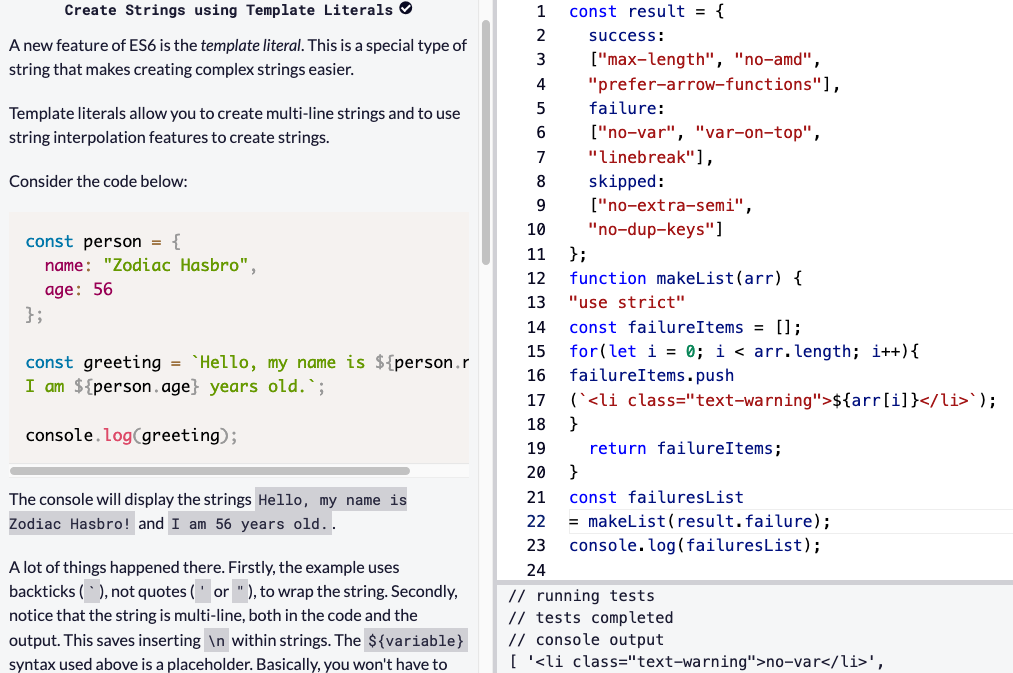 Create Strings using Template Literals
A new feature of ES6 is the template literal. This is a special type of
string that makes creating complex strings easier.
Template literals allow you to create multi-line strings and to use
string interpolation features to create strings.
Consider the code below:
const person = {
  name: "Zodiac Hasbro",
  age: 56
};
const greeting = `Hello, my name is ${person.
I am ${person.age} years old.`;
console.log(greeting);
The console will display the strings Hello, my name is
Zodiac Hasbro! and I am 56 years old..
A lot of things happened there. Firstly, the example uses
backticks (`), not quotes (' or "), to wrap the string. Secondly,
notice that the string is multi-line, both in the code and the
output. This saves inserting \n within strings. The ${variable}
syntax used above is a placeholder. Basically, you won't have to
1 const result = {
2   success:
3   ["max-length", "no-amd",
4   "prefer-arrow-functions"],
5   failure:
6   ["no-var", "var-on-top",
7   "linebreak"],
8   skipped:
9   ["no-extra-semi",
10   "no-dup-keys"]
11 };
12 function makeList(arr) {
13 "use strict"
14 const failureItems = [];
15 for(let i = 0; i < arr.length; i++){
16 failureItems.push
17 (`<li class="text-warning">${arr[i]}</li>`);
18 }
19   return failureItems;
20 }
21 const failuresList
22 = makeList(result.failure);
23 console.log(failuresList);
24
// running tests
// tests completed
// console output
[ '<li class="text-warning">no-var</li>',